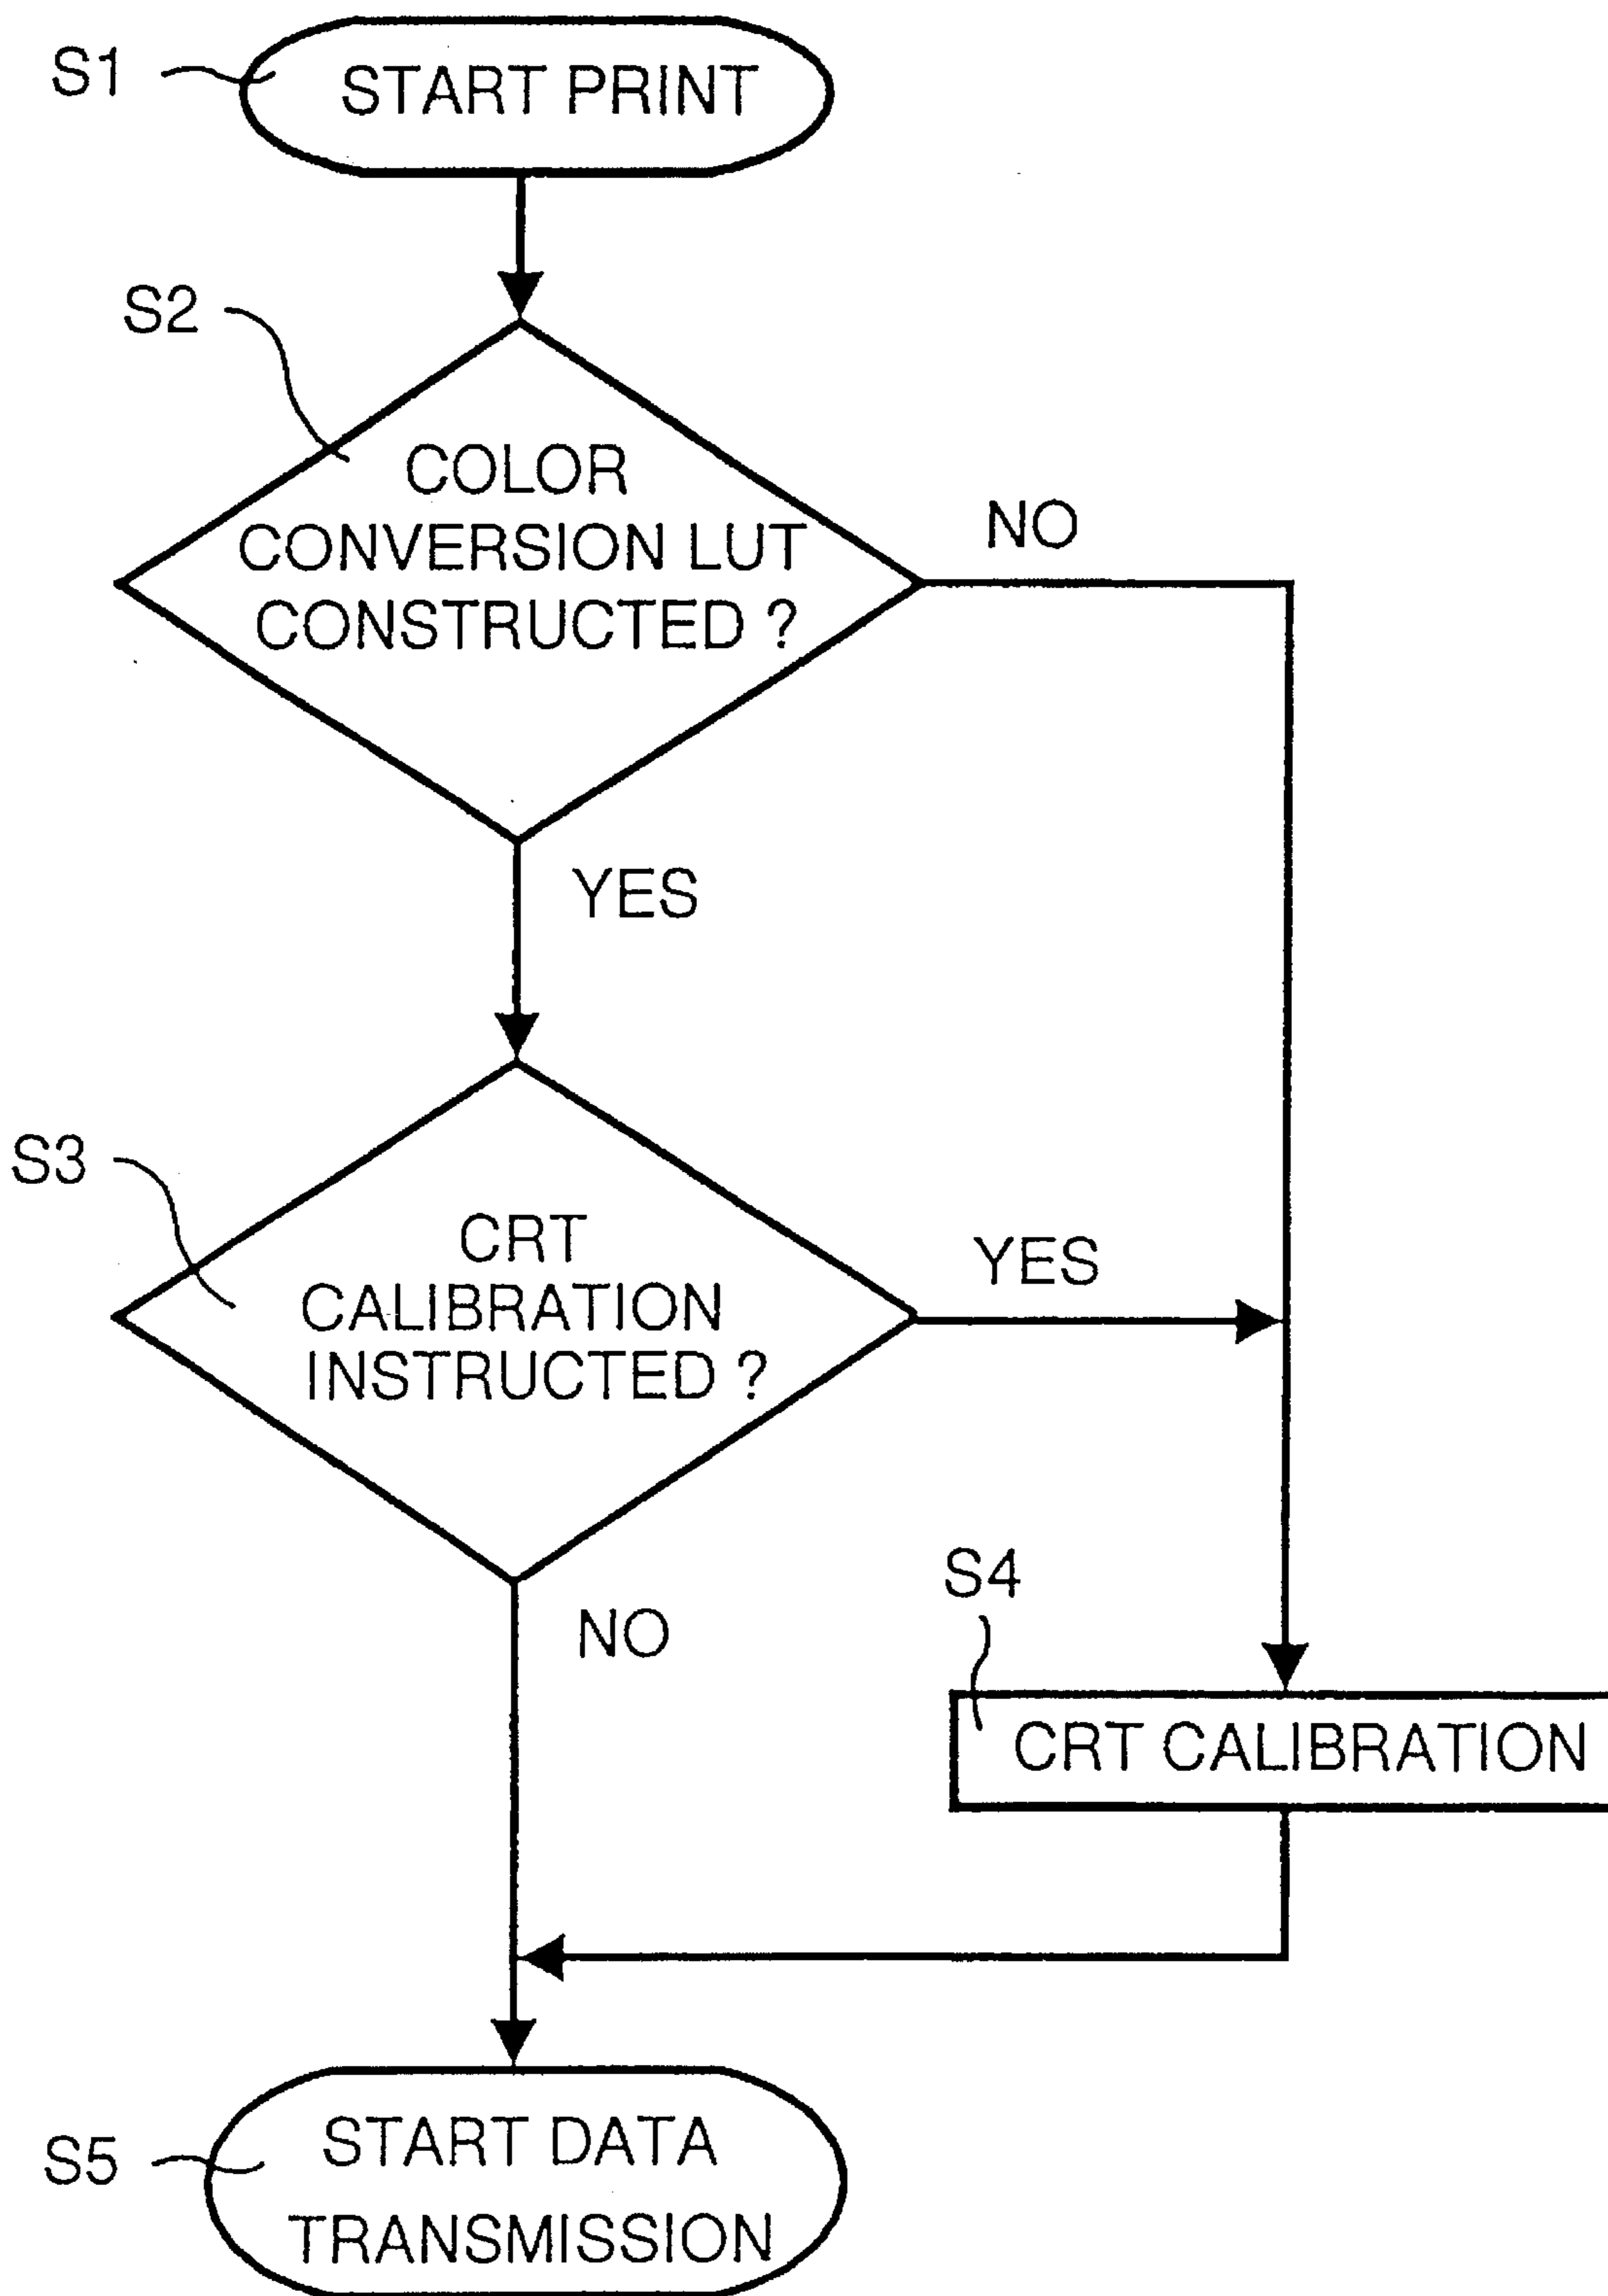 S1
START PRINT
S2
COLOR
CONVERSION LUT
CONSTRUCTED ?
NO
YES
S3
CRT
CALIBRATION
INSTRUCTED ?
YES
NO
S4
CRT CALIBRATION
S5
START DATA
TRANSMISSION